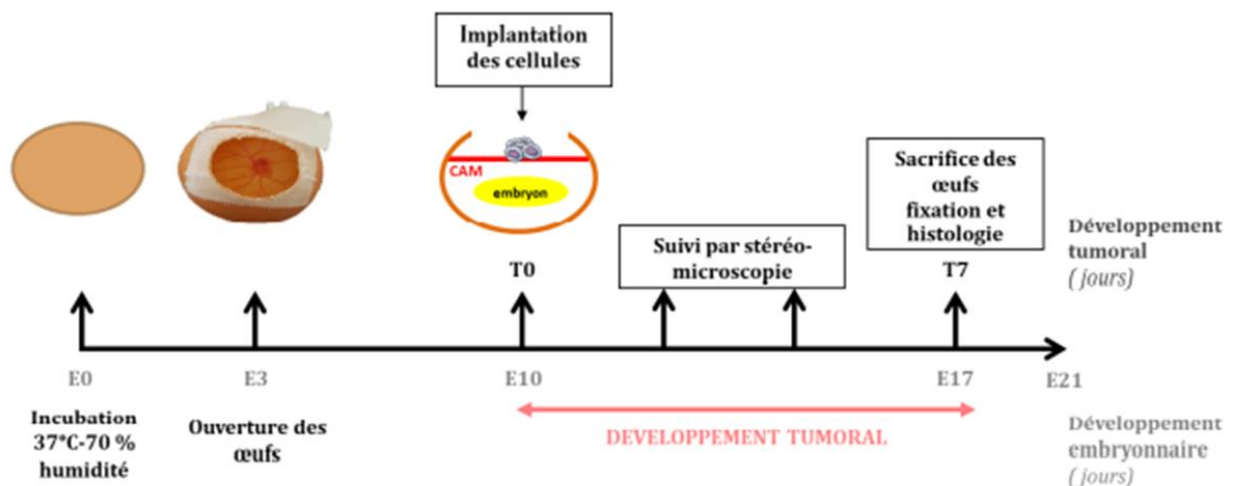 Implantation
des cellules
CAM
embryon
Sacrifice des
œufs
fixation et
histologie
Suivi par stéréo-
microscopie
Développement
tumoral
( jours)
T0
T7
E0
E3
E10
E17
E21
Incubation
37°C-70 %
humidité
Ouverture des
œufs
DEVELOPPEMENT TUMORAL
Développement
embryonnaire
( jours)